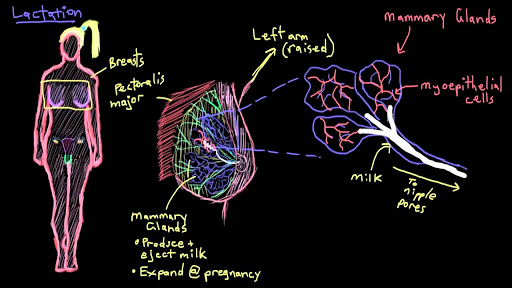 Lactation
Breasts
Pectoralis
major
Left arm
(raised)
Mammary Glands
myoepithelial
cells
milk
To
nipple
pores
Mammary
Glands
• Produce +
eject milk
• Expand @ pregnancy